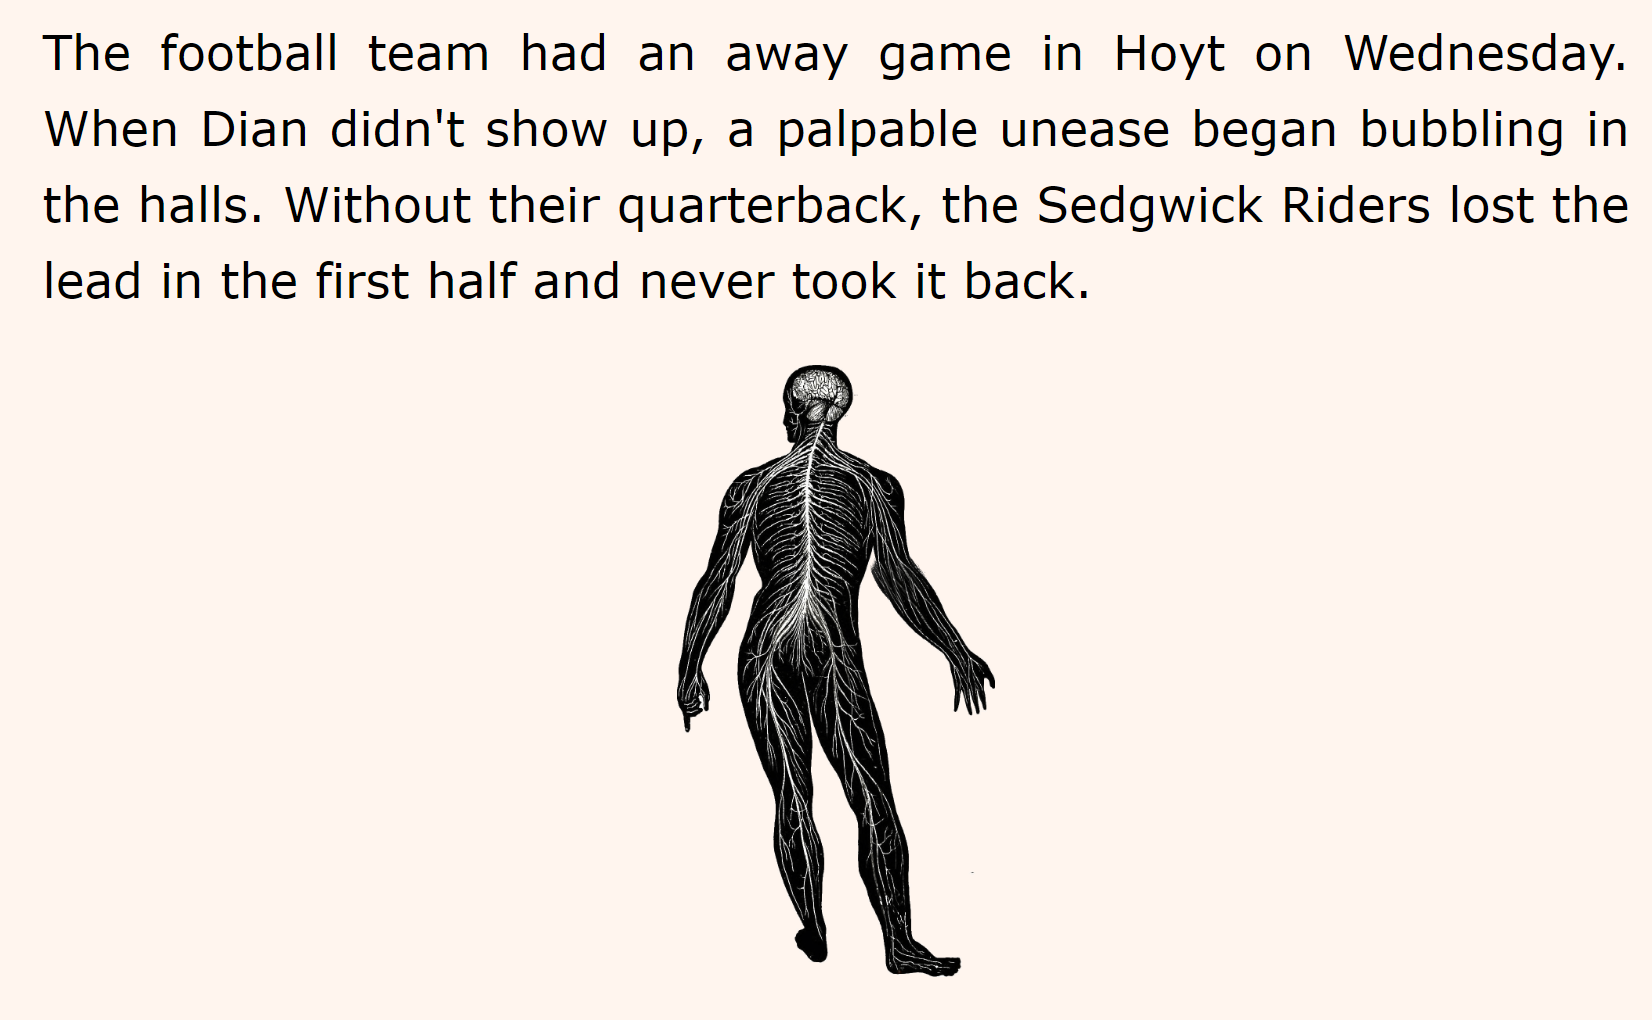 The football team had an away game in Hoyt on Wednesday.
When Dian didn't show up, a palpable unease began bubbling in
the halls. Without their quarterback, the Sedgwick Riders lost the
lead in the first half and never took it back.